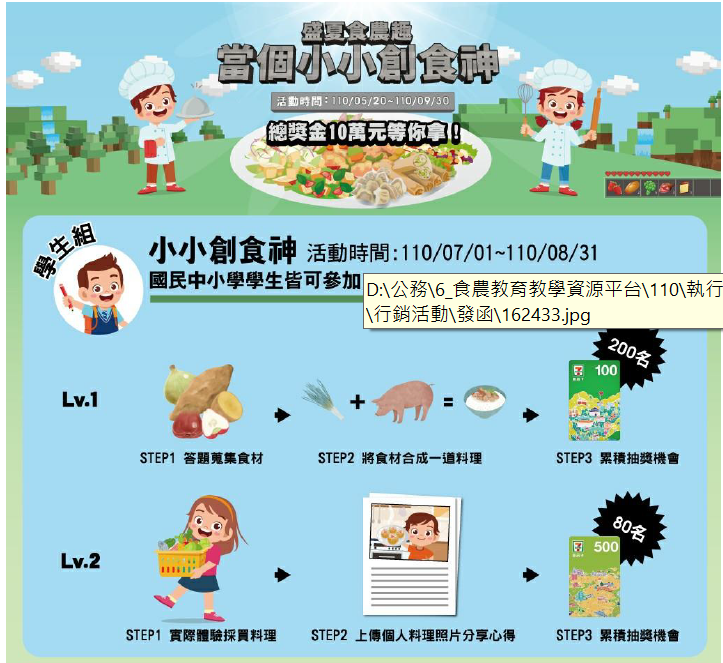 盛夏食農趣
當個小小創食神
活動時間：110/05/20~110/09/30
總獎金10萬元等你拿！
學生組
小小創食神 活動時間:110/07/01~110/08/31
國民中小學學生皆可參加
D:\公務\6_食農教育教學資源平台\110\執行
\行銷活動\發函\162433.jpg
200名
100
Lv.1
+
=
STEP1 答題蒐集食材
STEP2 將食材合成一道料理
STEP3 累積抽獎機會
80名
500
Lv.2
STEP1 實際體驗採買料理
STEP2 上傳個人料理照片分享心得
STEP3 累積抽獎機會